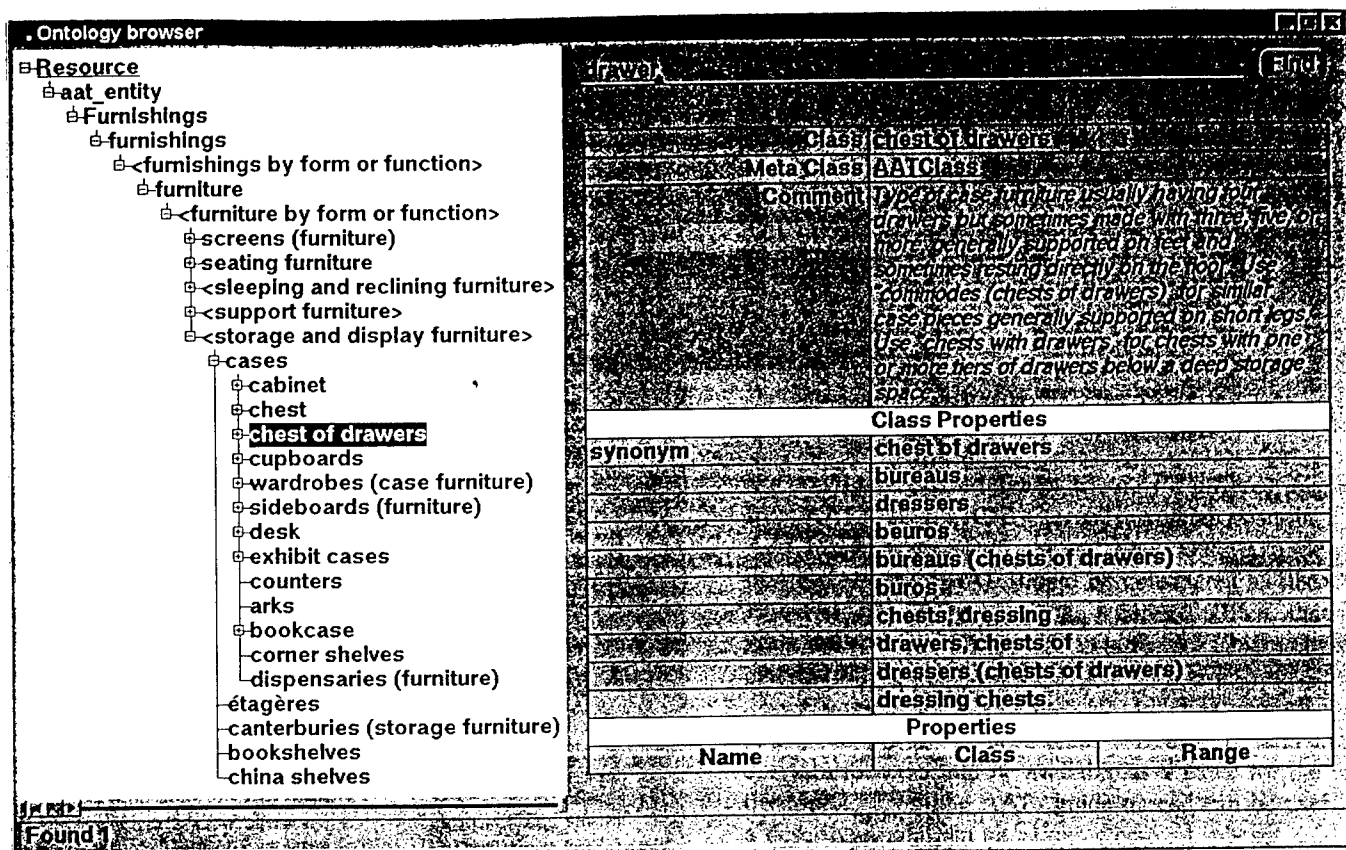 Ontology browser
Resource
aat_entity
Furnishings
furnishings
<furnishings by form or function>
furniture
<furniture by form or function>
screens (furniture)
seating furniture
<sleeping and reclining furniture>
<support furniture>
<storage and display furniture>
cases
cabinet
chest
chest of drawers
cupboards
wardrobes (case furniture)
sideboards (furniture)
desk
exhibit cases
counters
arks
bookcase
corner shelves
dispensaries (furniture)
étagères
canterburies (storage furniture)
bookshelves
china shelves
Found 1
drawer
Find
Class chest of drawers
Meta Class AATClass
Comment Type of case furniture usually having four
drawers but sometimes made with three, five, or
more, generally supported on feet and
sometimes resting directly on the floor. Use
commodes (chests of drawers) for similar
case pieces generally supported on short legs.
Use chests with drawers for chests with one
or more tiers of drawers below a deep storage
space.
Class Properties
synonym chest of drawers
bureaus
dressers
beuros
bureaus (chests of drawers)
buros
chests, dressing
drawers, chests of
dressers (chests of drawers)
dressing chests
Properties
Name Class Range